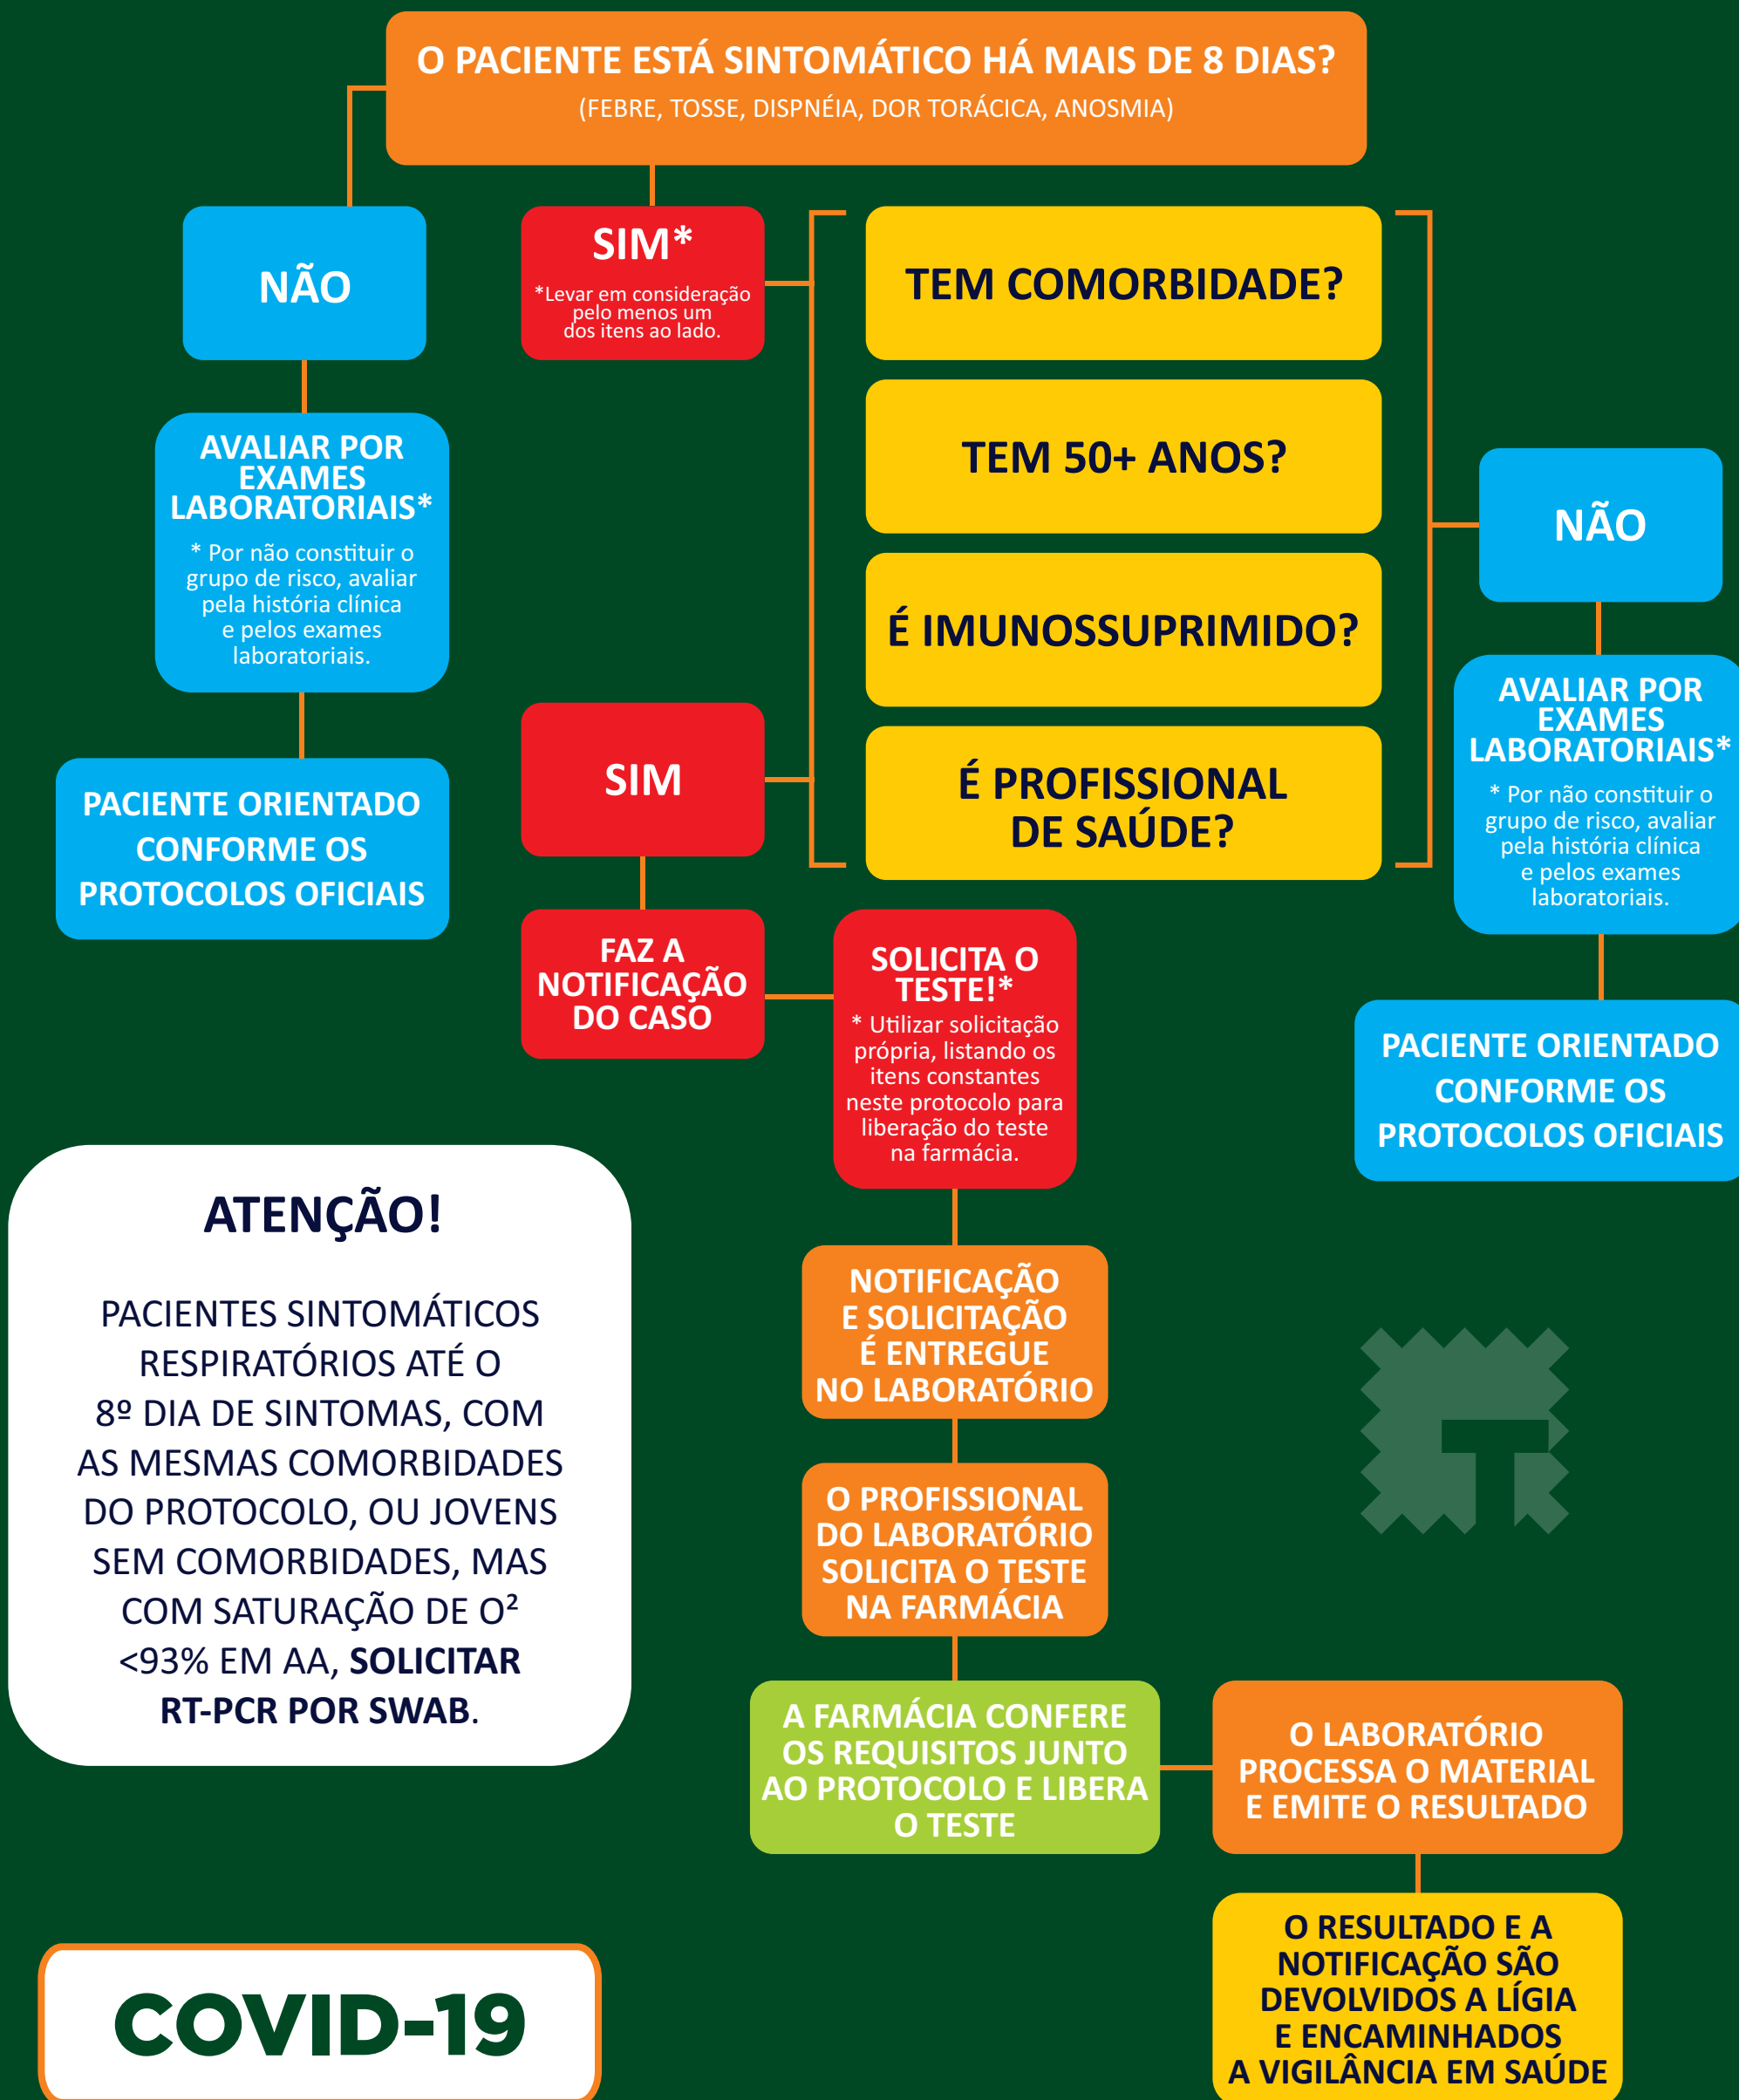 O PACIENTE ESTÁ SINTOMÁTICO HÁ MAIS DE 8 DIAS?
(FEBRE, TOSSE, DISPNÉIA, DOR TORÁCICA, ANOSMIA)
NÃO
AVALIAR POR
EXAMES
LABORATORIAIS*
* Por não constituir o
grupo de risco, avaliar
pela história clínica
e pelos exames
laboratoriais.
PACIENTE ORIENTADO
CONFORME OS
PROTOCOLOS OFICIAIS
SIM*
*Levar em consideração
pelo menos um
dos itens ao lado.
TEM COMORBIDADE?
TEM 50+ ANOS?
É IMUNOSSUPRIMIDO?
É PROFISSIONAL
DE SAÚDE?
NÃO
AVALIAR POR
EXAMES
LABORATORIAIS*
* Por não constituir o
grupo de risco, avaliar
pela história clínica
e pelos exames
laboratoriais.
PACIENTE ORIENTADO
CONFORME OS
PROTOCOLOS OFICIAIS
SIM
FAZ A
NOTIFICAÇÃO
DO CASO
SOLICITA O
TESTE!*
* Utilizar solicitação
própria, listando os
itens constantes
neste protocolo para
liberação do teste
na farmácia.
NOTIFICAÇÃO
E SOLICITAÇÃO
É ENTREGUE
NO LABORATÓRIO
O PROFISSIONAL
DO LABORATÓRIO
SOLICITA O TESTE
NA FARMÁCIA
A FARMÁCIA CONFERE
OS REQUISITOS JUNTO
AO PROTOCOLO E LIBERA
O TESTE
O LABORATÓRIO
PROCESSA O MATERIAL
E EMITE O RESULTADO
O RESULTADO E A
NOTIFICAÇÃO SÃO
DEVOLVIDOS A LÍGIA
E ENCAMINHADOS
A VIGILÂNCIA EM SAÚDE
ATENÇÃO!
PACIENTES SINTOMÁTICOS
RESPIRATÓRIOS ATÉ O
8º DIA DE SINTOMAS, COM
AS MESMAS COMORBIDADES
DO PROTOCOLO, OU JOVENS
SEM COMORBIDADES, MAS
COM SATURAÇÃO DE O²
<93% EM AA, SOLICITAR
RT-PCR POR SWAB.
COVID-19